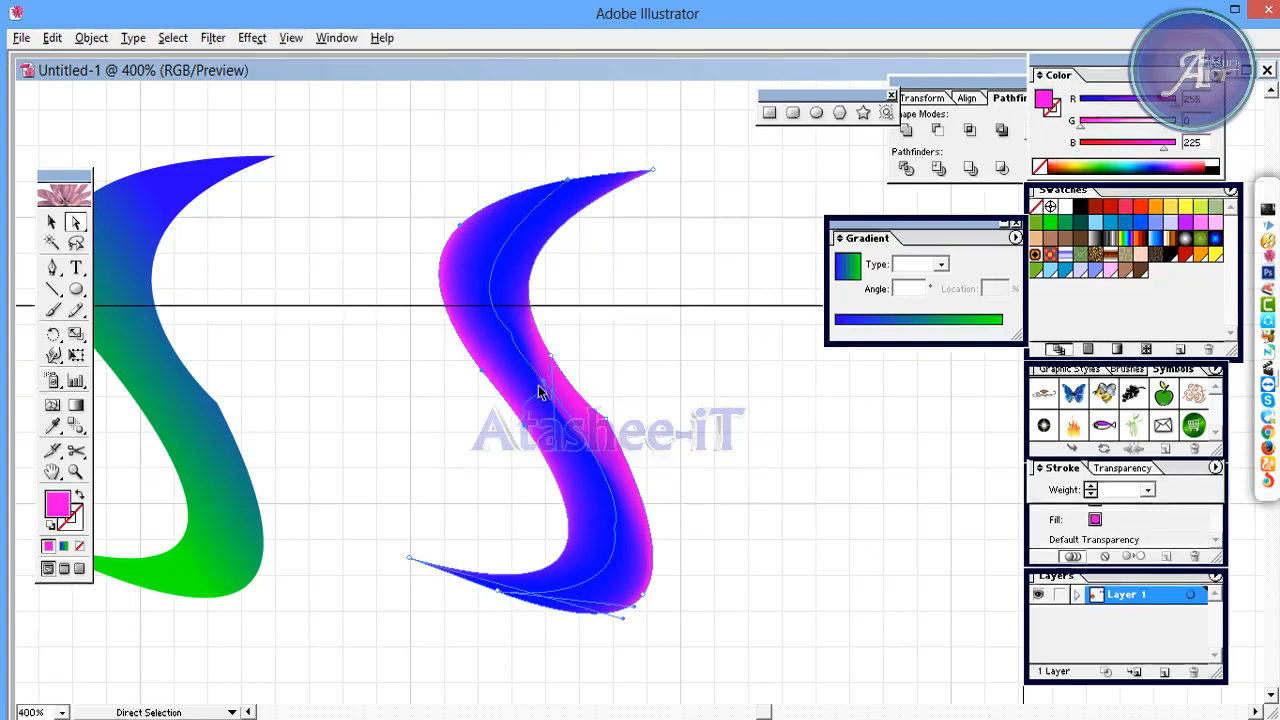 Adobe Illustrator
File Edit Object Type Select Filter Effect View Window Help
Untitled-1 @ 400% (RGB/Preview)
Transform Align Pathfin
hape Modes:
Pathfinders:
Color
R 255
G 0
B 225
Swatches
Gradient
Type:
Angle: ° Location: %
Graphic Styles Brushes Symbols
Atashee-iT
Stroke Transparency
Weight:
Fill:
Default Transparency
Layers
Layer 1
1 Layer
400% Direct Selection